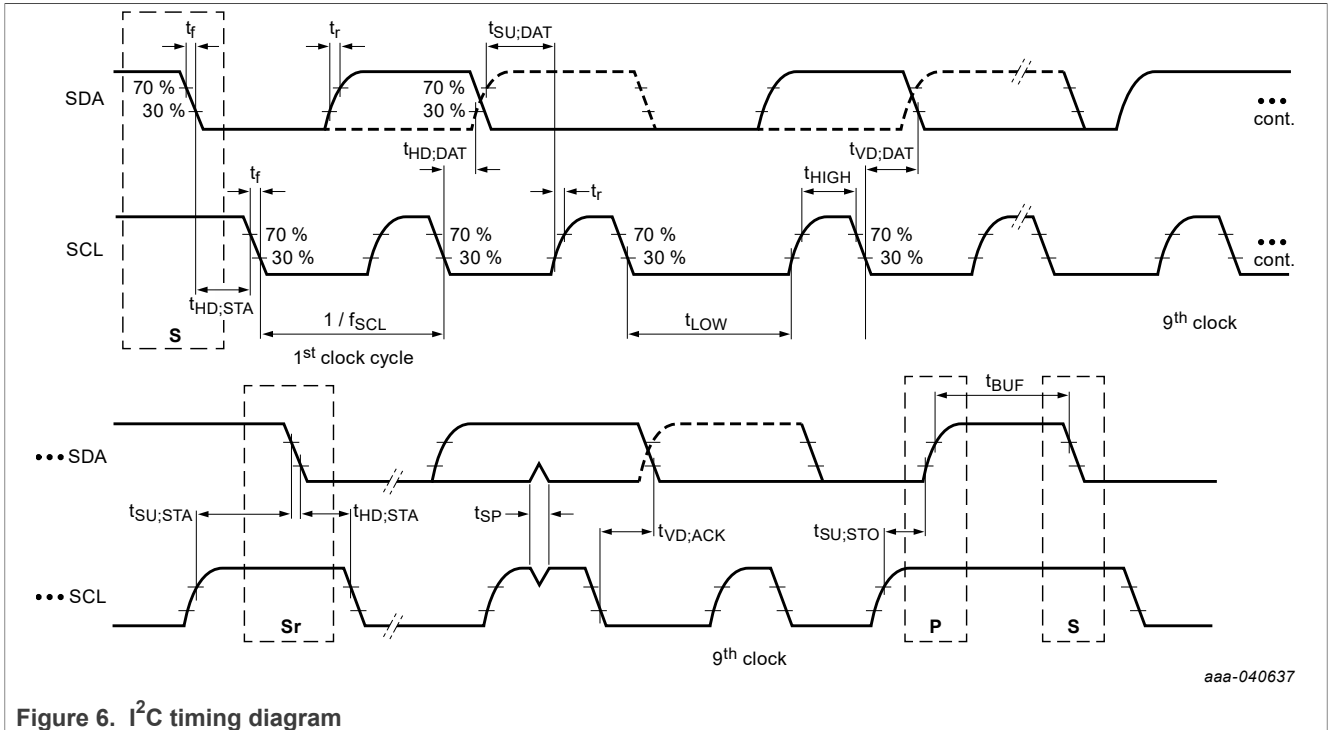 tf tr tSU;DAT
SDA 70 % 30 % 70 % 30 % cont.
tHD;DAT tVD;DAT
tf tr tHIGH
SCL 70 % 30 % 70 % 30 % 70 % 30 % 70 % 30 % cont.
tHD;STA
S 1 / fSCL tLOW 9th clock
1st clock cycle
tBUF
••• SDA
tSU;STA tHD;STA tSP tVD;ACK tSU;STO
••• SCL
Sr P S
9th clock
aaa-040637
Figure 6. I²C timing diagram